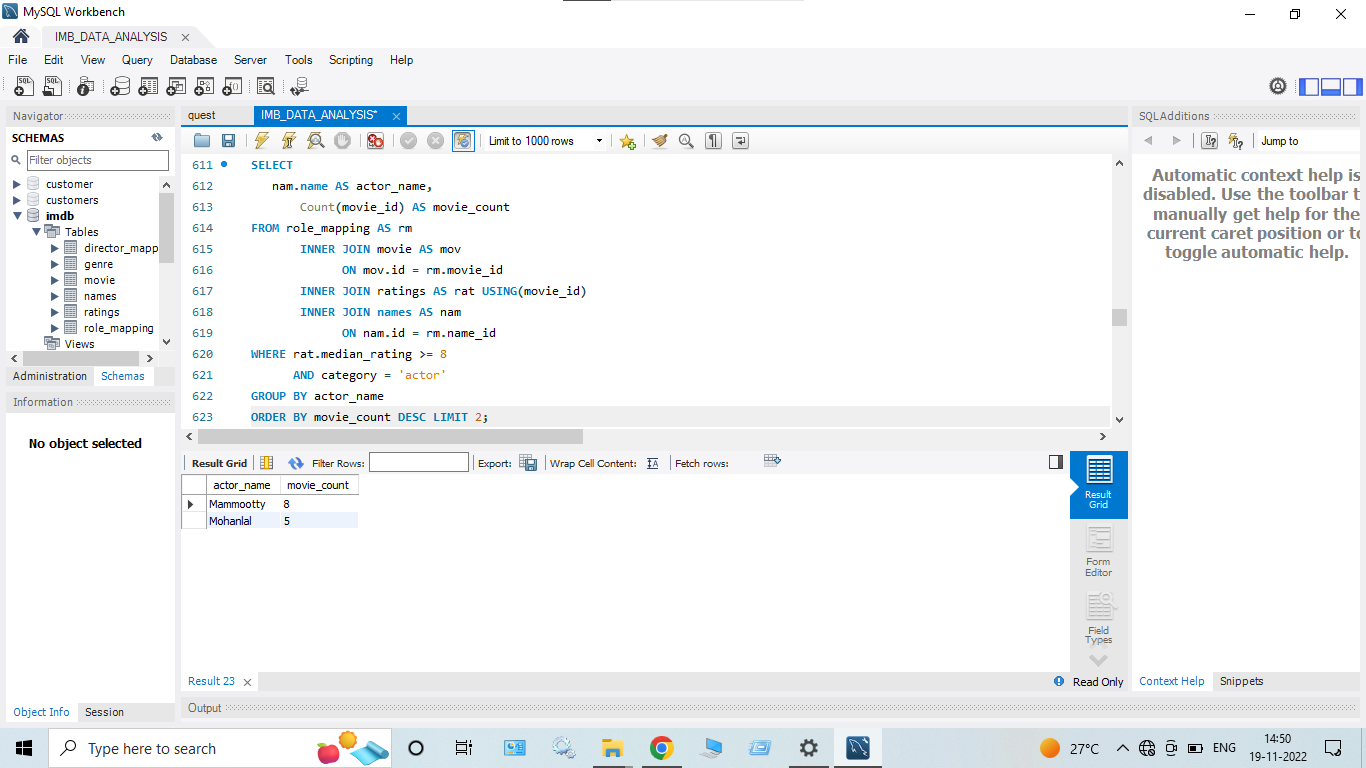 MySQL Workbench
IMB_DATA_ANALYSIS
File Edit View Query Database Server Tools Scripting Help
Navigator
SCHEMAS
Filter objects
customer
customers
imdb
Tables
director_mapp
genre
movie
names
ratings
role_mapping
Views
Administration Schemas
Information
No object selected
Object Info Session
quest IMB_DATA_ANALYSIS*
Limit to 1000 rows
611 SELECT
612 nam.name AS actor_name,
613 Count(movie_id) AS movie_count
614 FROM role_mapping AS rm
615 INNER JOIN movie AS mov
616 ON mov.id = rm.movie_id
617 INNER JOIN ratings AS rat USING(movie_id)
618 INNER JOIN names AS nam
619 ON nam.id = rm.name_id
620 WHERE rat.median_rating >= 8
621 AND category = 'actor'
622 GROUP BY actor_name
623 ORDER BY movie_count DESC LIMIT 2;
Result Grid Filter Rows: Export: Wrap Cell Content: Fetch rows:
actor_name movie_count
Mammootty 8
Mohanlal 5
Result
Grid
Form
Editor
Field
Types
Result 23
Read Only
Output
SQLAdditions
Jump to
Automatic context help is
disabled. Use the toolbar t
manually get help for the
current caret position or to
toggle automatic help.
Context Help Snippets
Type here to search
27°C
ENG
14:50
19-11-2022